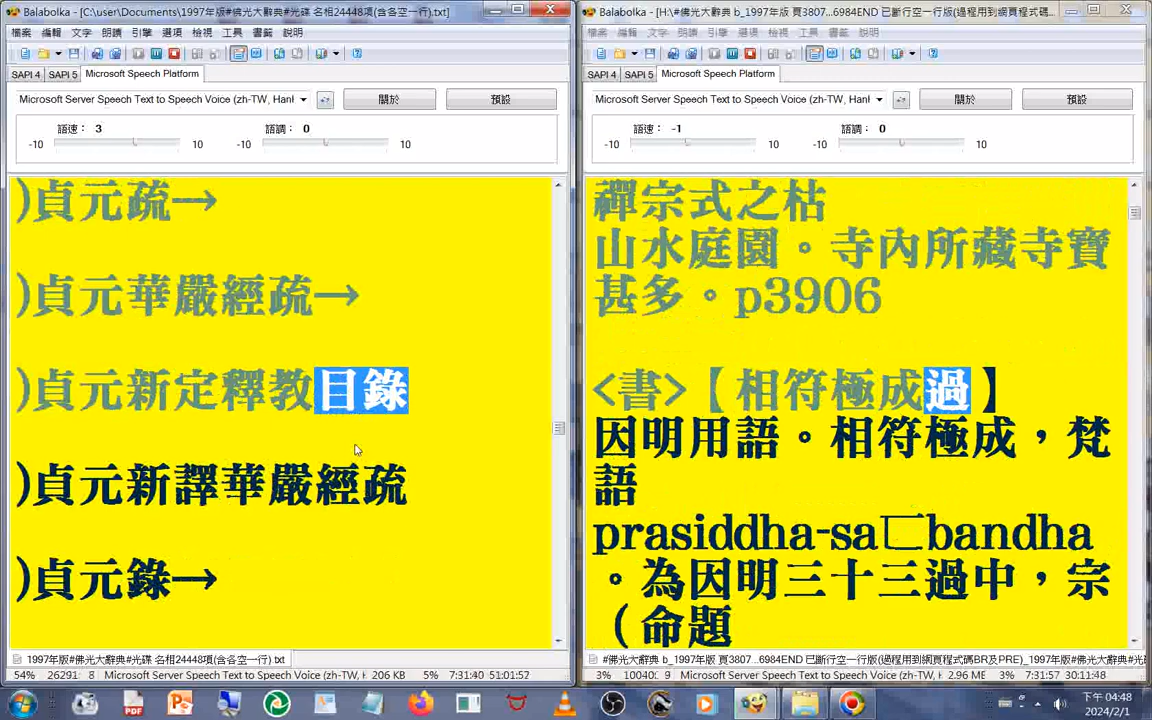 Balabolka - [C:\user\Documents\1997年版#佛光大辭典#光碟 名相24448項(含各空一行).txt]
檔案 編輯 文字 朗讀 引擎 選項 檢視 工具 書籤 說明
SAPI 4 SAPI 5 Microsoft Speech Platform
Microsoft Server Speech Text to Speech Voice (zh-TW, Hanl
關於 預設
語速： 3 語調： 0
-10 10 -10 10
)貞元疏→
)貞元華嚴經疏→
)貞元新定釋教目錄
)貞元新譯華嚴經疏
)貞元錄→
1997年版#佛光大辭典#光碟 名相24448項(含各空一行).txt
54% 26291: 8 Microsoft Server Speech Text to Speech Voice (zh-TW, H 206 KB 5% 7:31:40 51:01:52
Balabolka - [H:\#佛光大辭典 b_1997年版 頁3807...6984END 已斷行空一行版(過程用到網頁程式碼...
檔案 編輯 文字 朗讀 引擎 選項 檢視 工具 書籤 說明
SAPI 4 SAPI 5 Microsoft Speech Platform
Microsoft Server Speech Text to Speech Voice (zh-TW, Hanl
關於 預設
語速： -1 語調： 0
-10 10 -10 10
禪宗式之枯
山水庭園。寺內所藏寺寶
甚多。p3906
<書>【相符極成過】
因明用語。相符極成，梵
語
prasiddha-sa匚bandha
。為因明三十三過中，宗
（命題
#佛光大辭典 b_1997年版 頁3807...6984END 已斷行空一行版(過程用到網頁程式碼BR及PRE)_1997年版#光
3% 10040: 9 Microsoft Server Speech Text to Speech Voice (zh-TW, H 2.96 ME 3% 7:31:57 30:11:48
下午 04:48
2024/2/1